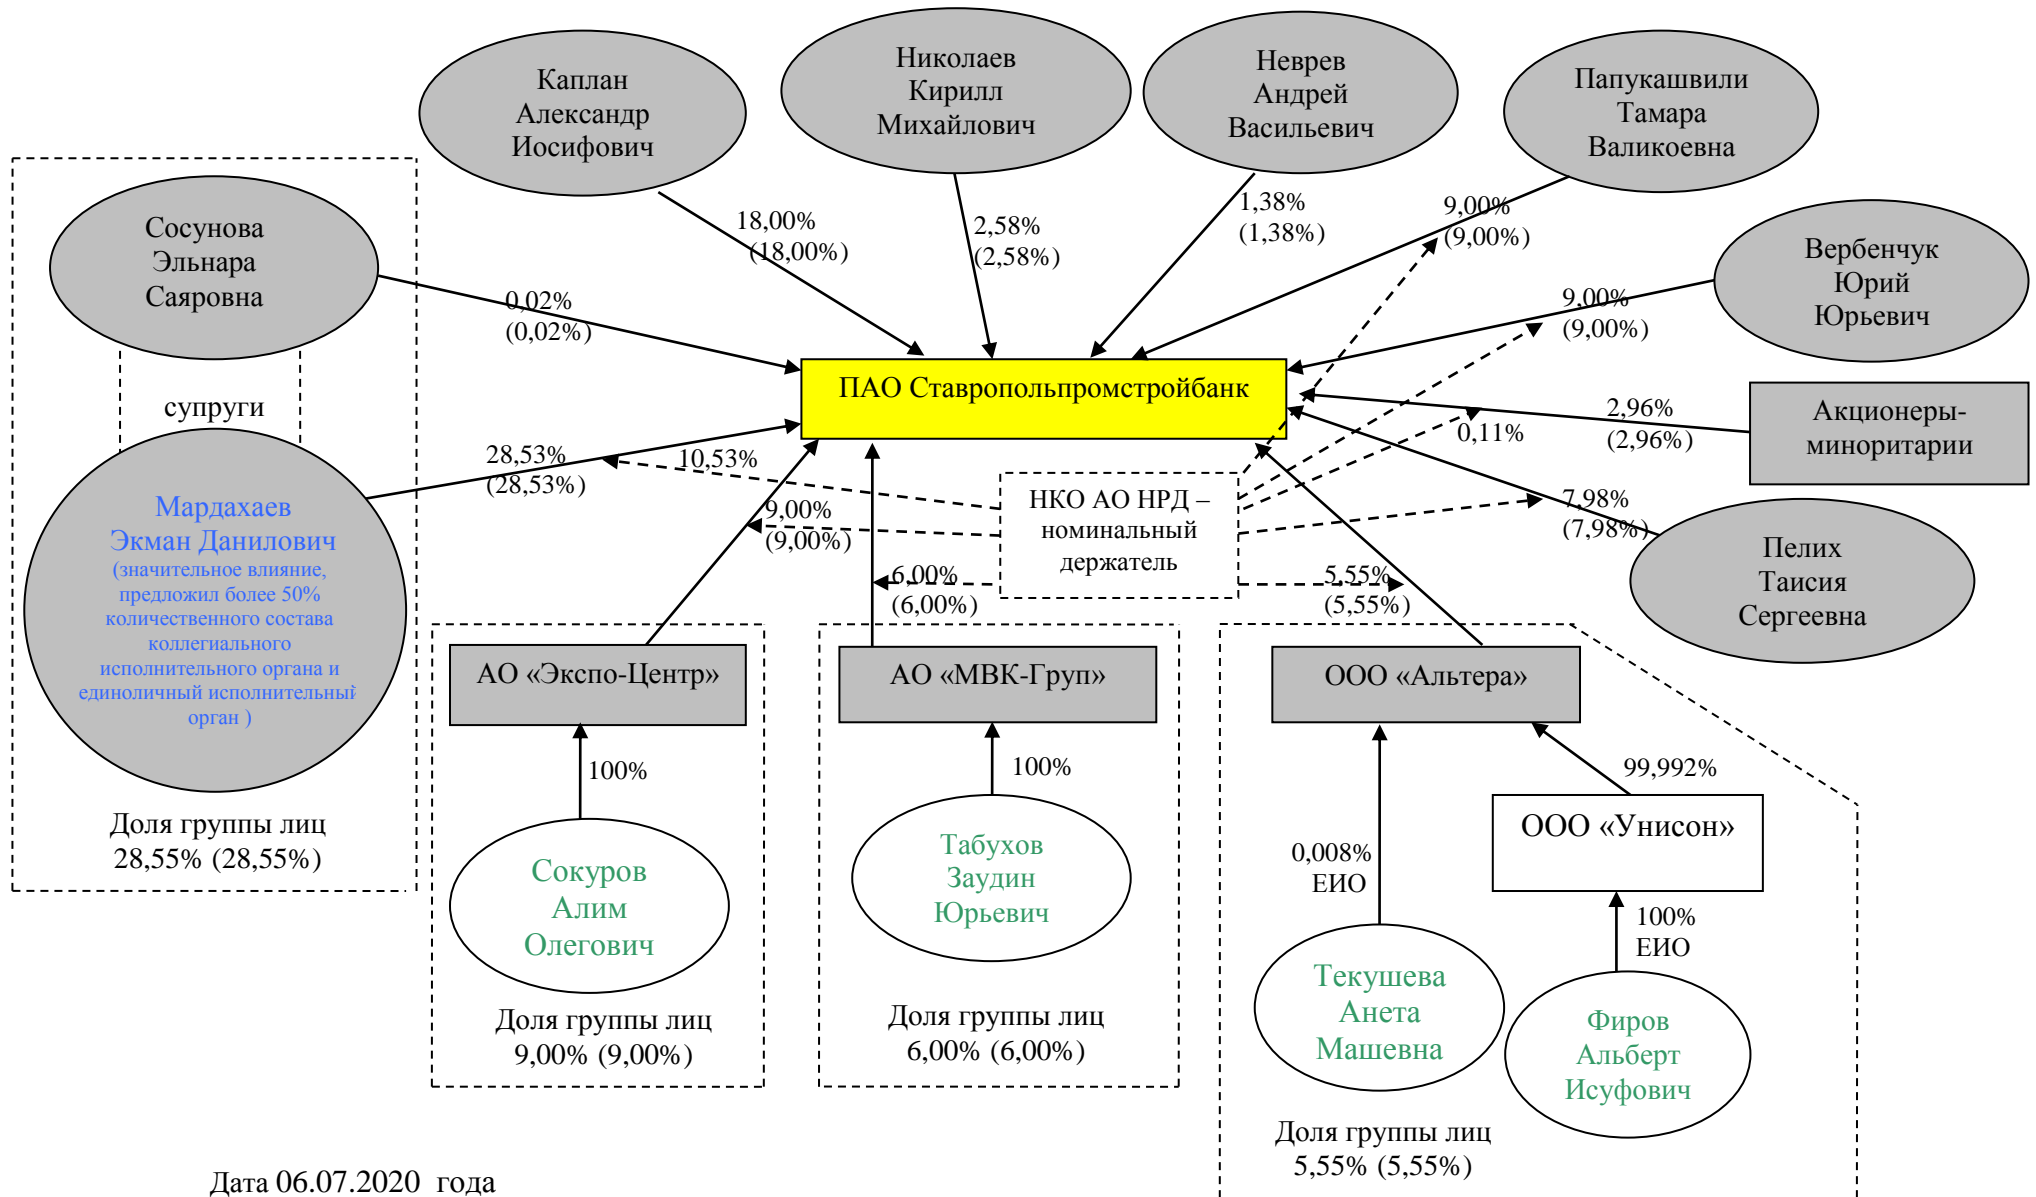 Каплан
Александр
Иосифович
Николаев
Кирилл
Михайлович
Неврев
Андрей
Васильевич
Папукашвили
Тамара
Валикоевна
Сосунова
Эльнара
Саяровна
Вербенчук
Юрий
Юрьевич
18,00%
(18,00%)
2,58%
(2,58%)
1,38%
(1,38%)
9,00%
(9,00%)
0,02%
(0,02%)
9,00%
(9,00%)
ПАО Ставропольпромстройбанк
супруги
Акционеры-
миноритарии
2,96%
(2,96%)
0,11%
28,53%
(28,53%)
10,53%
Мардахаев
Экман Данилович
(значительное влияние,
предложил более 50%
количественного состава
коллегиального
исполнительного органа и
единоличный исполнительный
орган )
НКО АО НРД –
номинальный
держатель
9,00%
(9,00%)
7,98%
(7,98%)
6,00%
(6,00%)
5,55%
(5,55%)
Пелих
Таисия
Сергеевна
АО «Экспо-Центр»
АО «МВК-Груп»
ООО «Альтера»
100%
100%
99,992%
Доля группы лиц
28,55% (28,55%)
ООО «Унисон»
Сокуров
Алим
Олегович
Табухов
Заудин
Юрьевич
0,008%
ЕИО
100%
ЕИО
Текушева
Анета
Машевна
Фиров
Альберт
Исуфович
Доля группы лиц
9,00% (9,00%)
Доля группы лиц
6,00% (6,00%)
Доля группы лиц
5,55% (5,55%)
Дата 06.07.2020 года